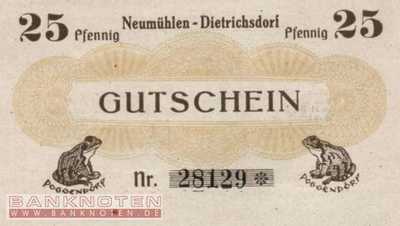 25 Pfennig Neumühlen - Dietrichsdorf Pfennig 25
GUTSCHEIN
POGGENDÖRP POGGENDÖRP
Nr. 28129 *
BANKNOTEN
WWW.BANKNOTEN.DE